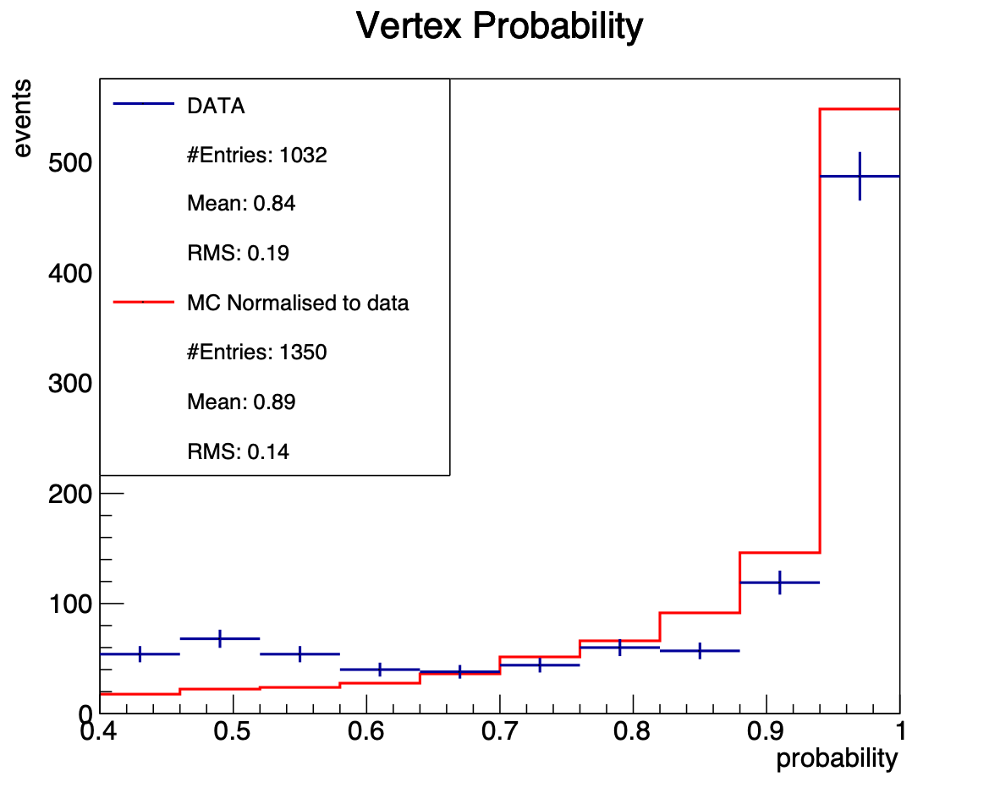 Vertex Probability
events
DATA
#Entries: 1032
Mean: 0.84
RMS: 0.19
MC Normalised to data
#Entries: 1350
Mean: 0.89
RMS: 0.14
500
400
300
200
100
0
0.4 0.5 0.6 0.7 0.8 0.9 1
probability